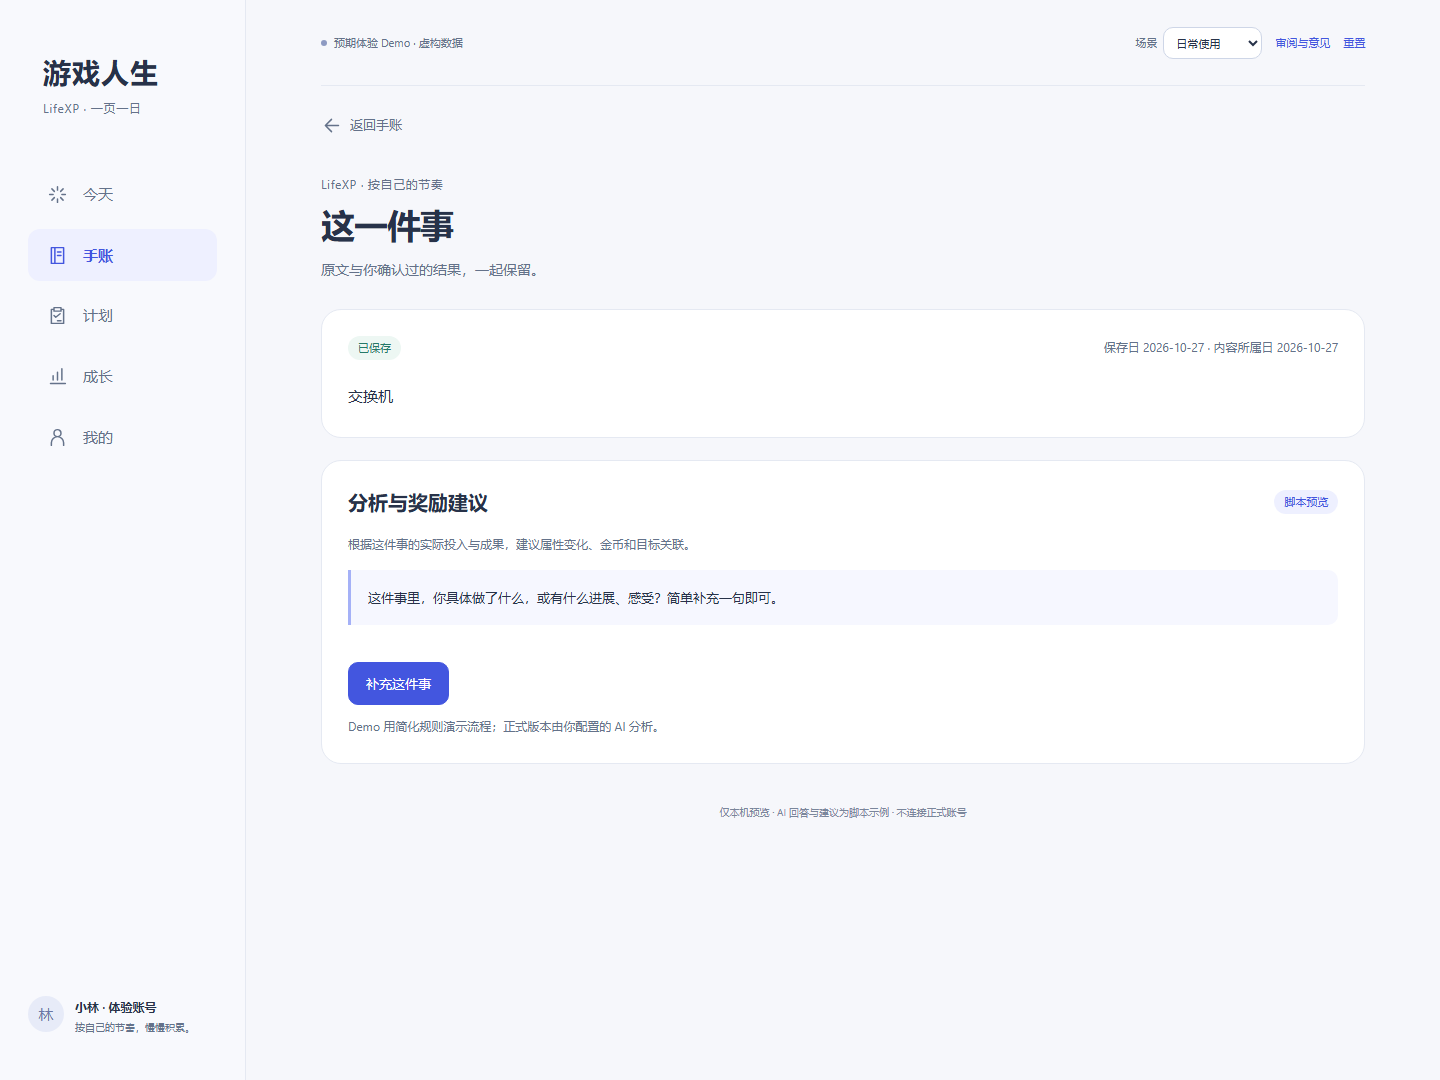 游戏人生
LifeXP · 一页一日
今天
手账
计划
成长
我的
林
小林 · 体验账号
按自己的节奏，慢慢积累。
预期体验 Demo · 虚构数据
场景
日常使用
审阅与意见
重置
返回手账
LifeXP · 按自己的节奏
这一件事
原文与你确认过的结果，一起保留。
已保存
保存日 2026-10-27 · 内容所属日 2026-10-27
交换机
分析与奖励建议
脚本预览
根据这件事的实际投入与成果，建议属性变化、金币和目标关联。
这件事里，你具体做了什么，或有什么进展、感受？简单补充一句即可。
补充这件事
Demo 用简化规则演示流程；正式版本由你配置的 AI 分析。
仅本机预览 · AI 回答与建议为脚本示例 · 不连接正式账号